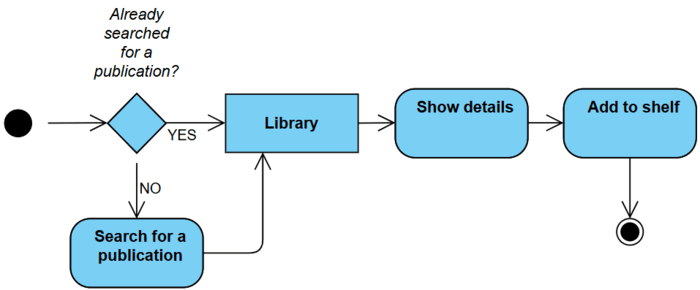 Already
searched
for a
publication?
YES
Library
Show details
Add to shelf
NO
Search for a
publication